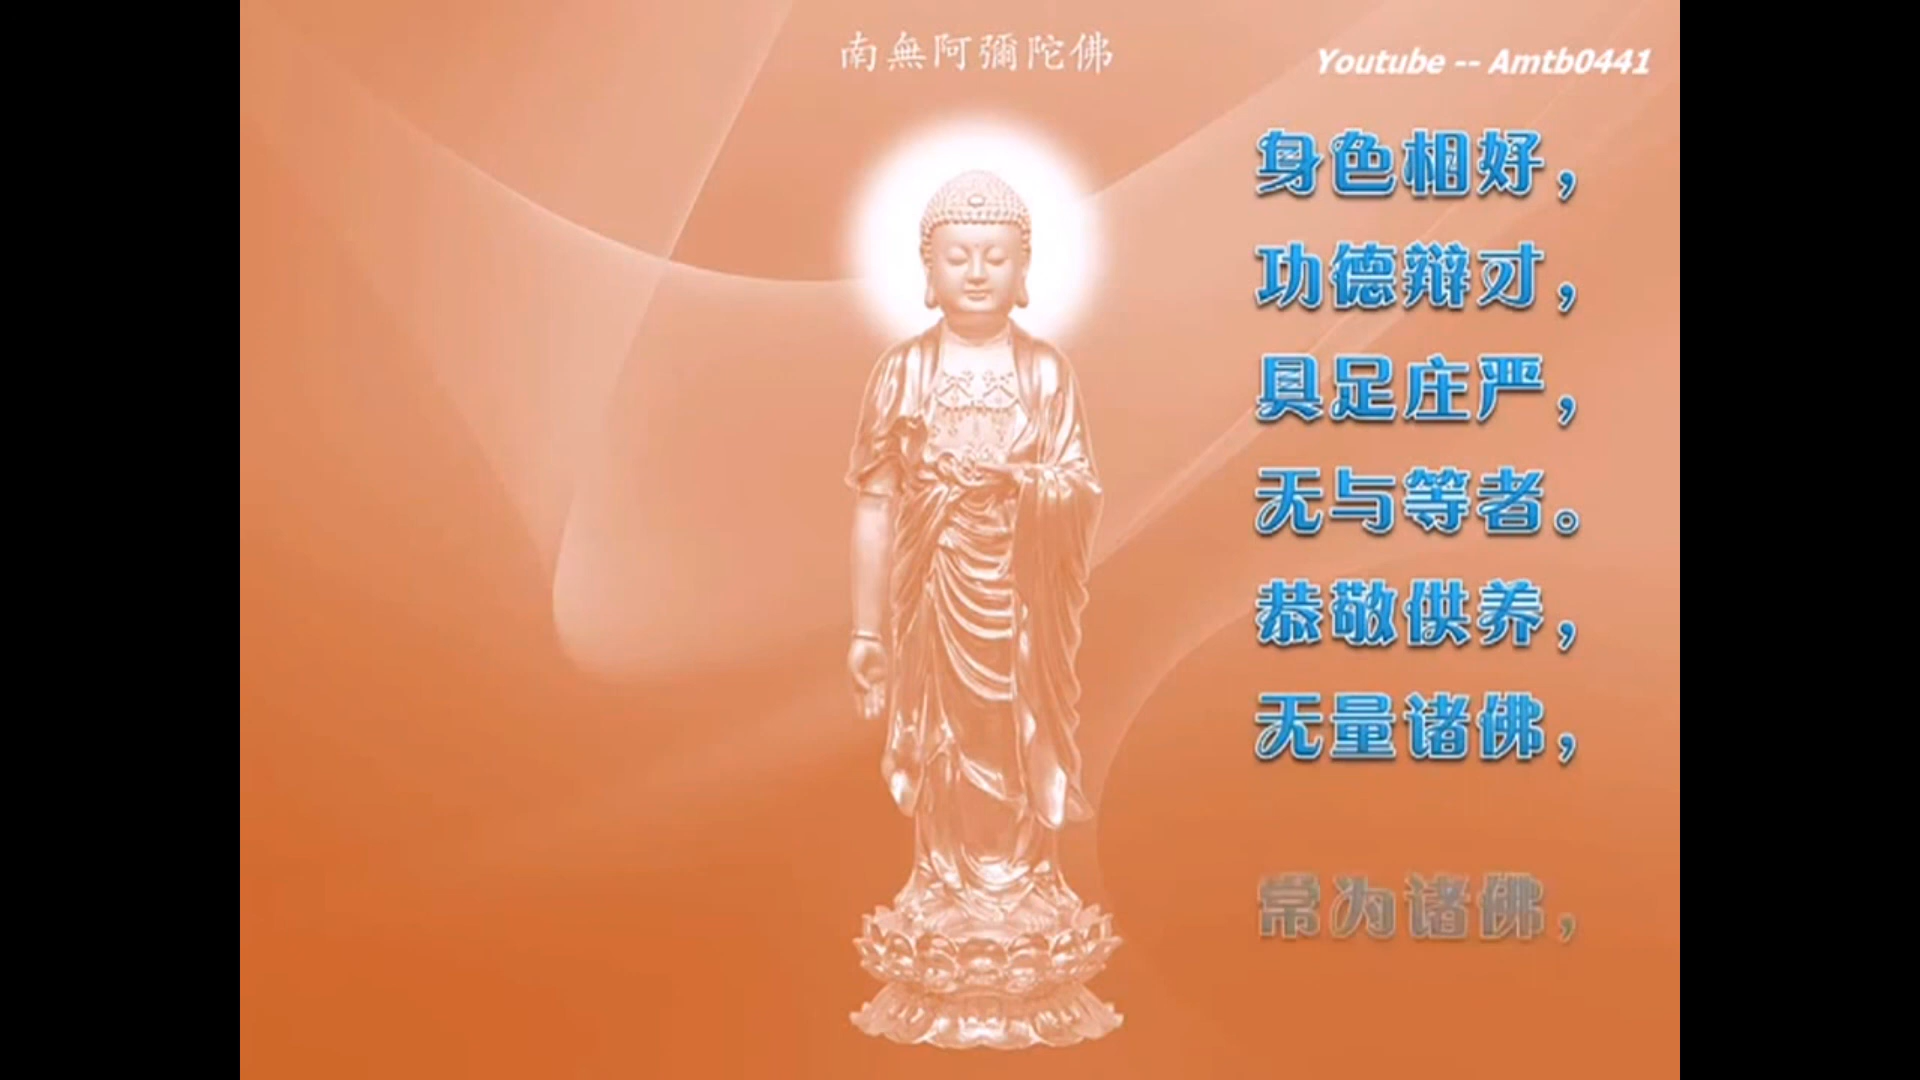 南無阿彌陀佛
Youtube -- Amtb0441
身色相好，
功德辩才，
具足庄严，
无与等者。
恭敬供养，
无量诸佛，
常为诸佛，